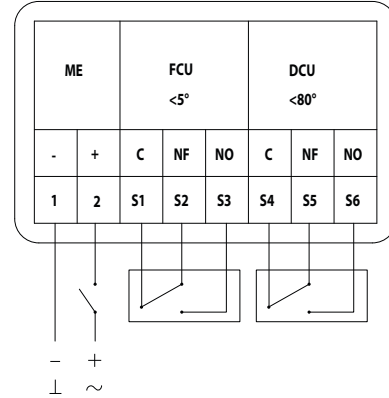 ME FCU DCU
<5° <80°
- + C NF NO C NF NO
1 2 S1 S2 S3 S4 S5 S6
− +
⊥ ~